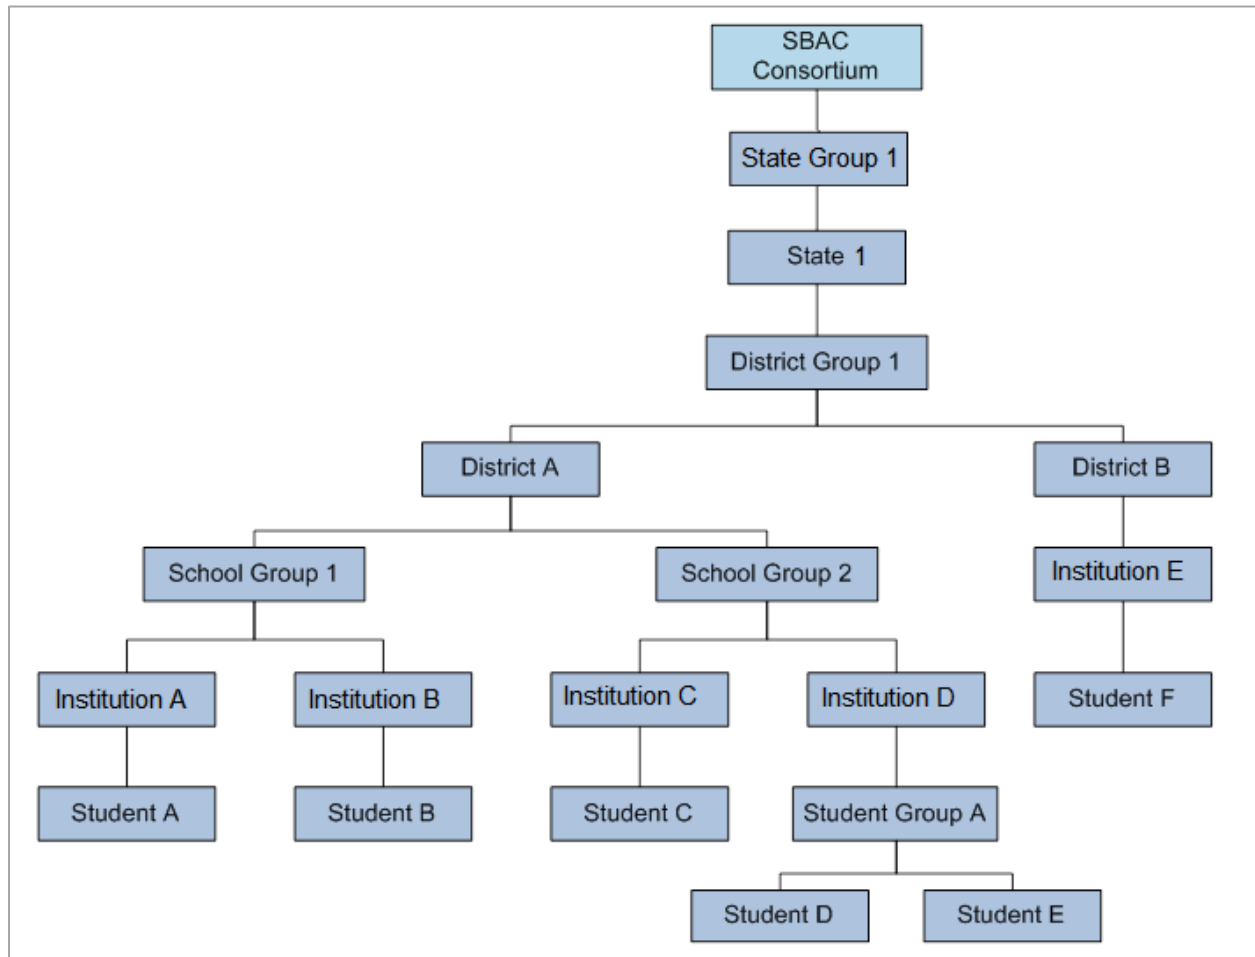 SBAC
Consortium
State Group 1
State 1
District Group 1
District A
District B
School Group 1
School Group 2
Institution E
Institution A
Institution B
Institution C
Institution D
Student F
Student A
Student B
Student C
Student Group A
Student D
Student E